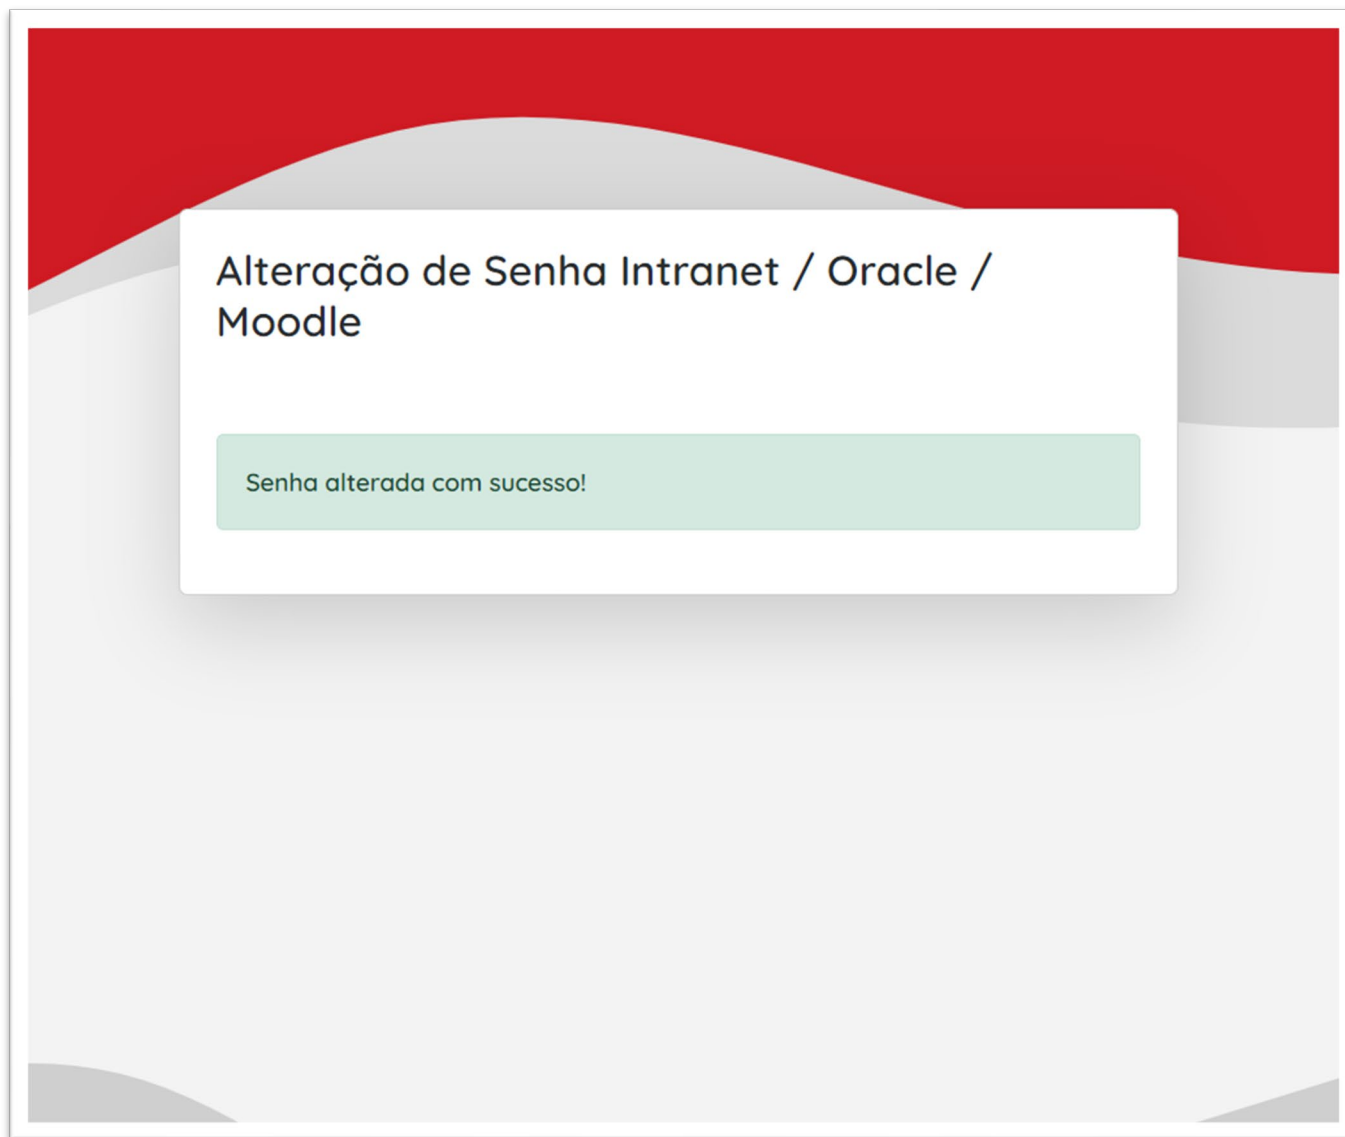 Alteração de Senha Intranet / Oracle /
Moodle
Senha alterada com sucesso!